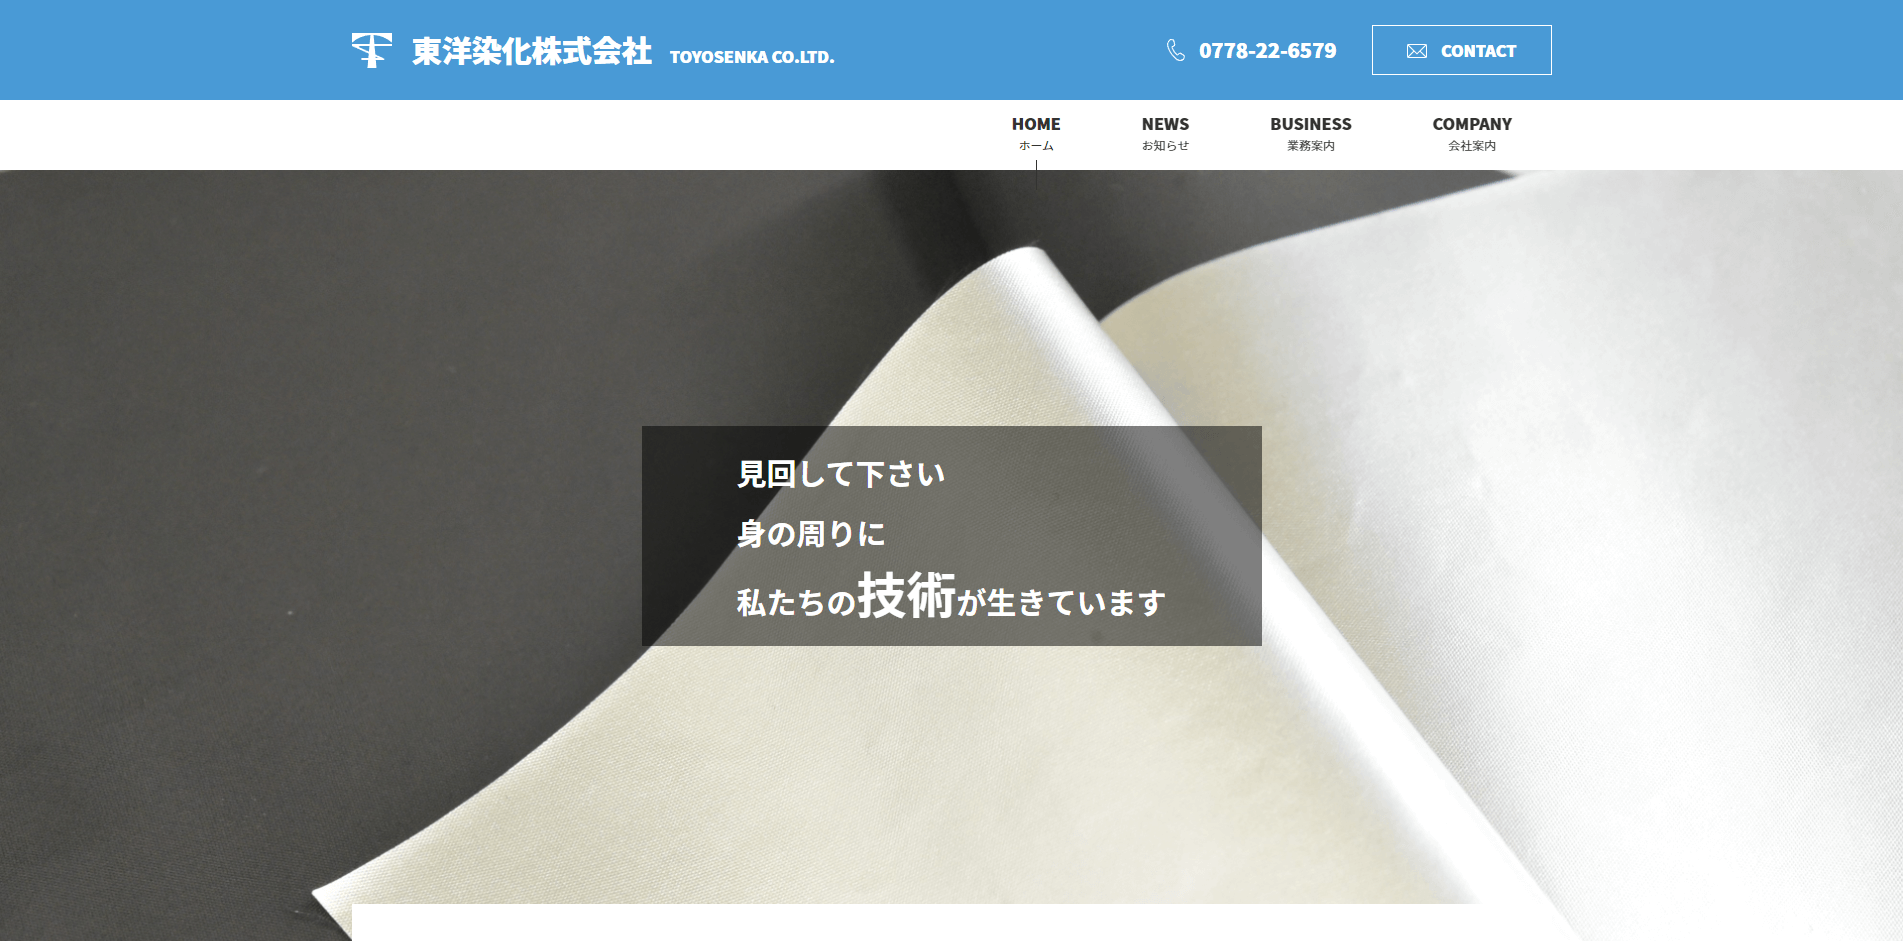 東洋染化株式会社 TOYOSENKA CO.LTD.
0778-22-6579
CONTACT
HOME
ホーム
NEWS
お知らせ
BUSINESS
業務案内
COMPANY
会社案内
見回して下さい
身の周りに
私たちの技術が生きています